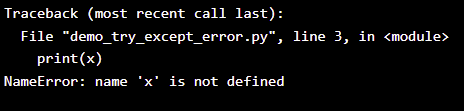 Traceback (most recent call last):
  File "demo_try_except_error.py", line 3, in <module>
    print(x)
NameError: name 'x' is not defined